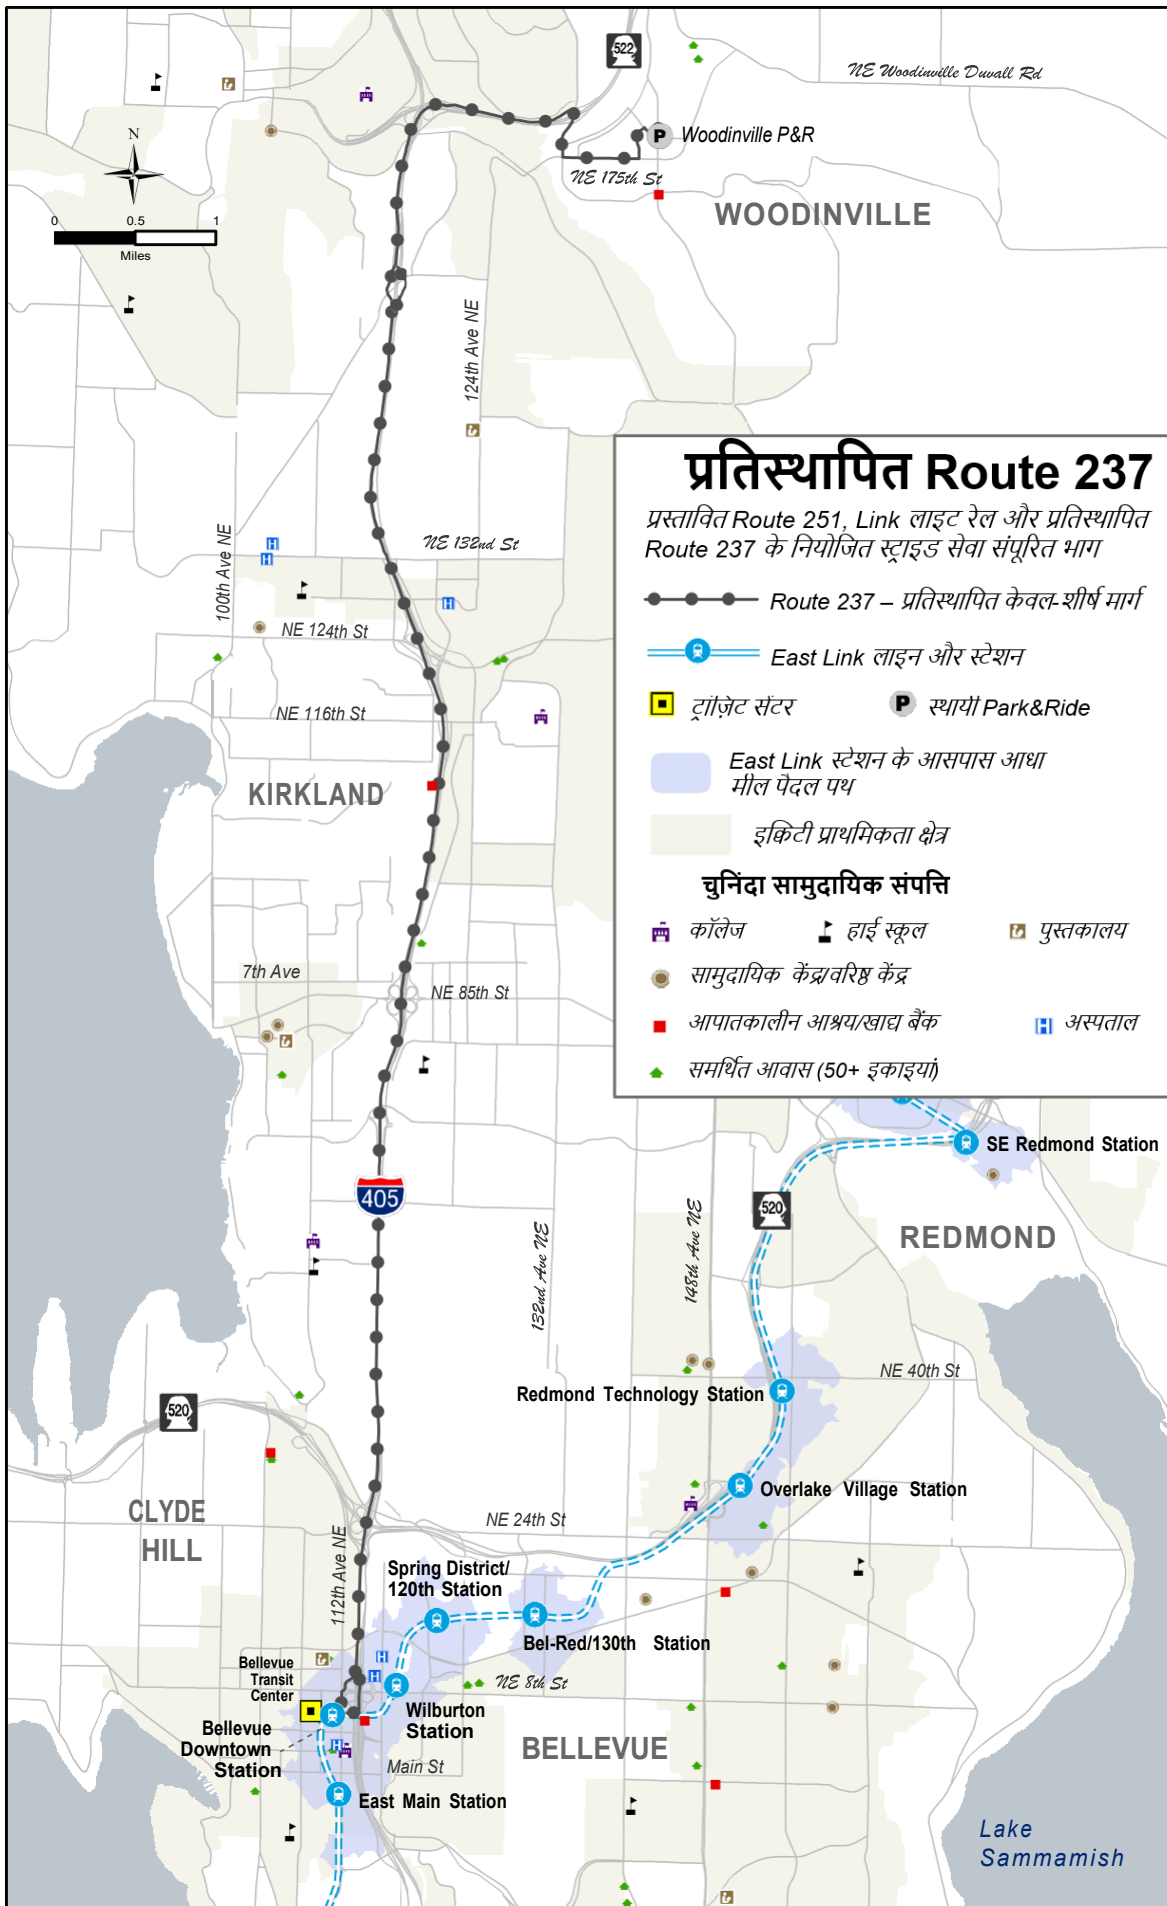 522
NE Woodinville Duvall Rd
P
Woodinville P&R
N
NE 175th St
WOODINVILLE
0 0.5 1
Miles
124th Ave NE
प्रतिस्थापित Route 237
प्रस्तावित Route 251, Link लाइट रेल और प्रतिस्थापित
Route 237 के नियोजित स्ट्राइड सेवा संपूरित भाग
Route 237 – प्रतिस्थापित केवल-शीर्ष मार्ग
East Link लाइन और स्टेशन
ट्रांज़िट सेंटर
P स्थायी Park&Ride
East Link स्टेशन के आसपास आधा
मील पैदल पथ
इक्विटी प्राथमिकता क्षेत्र
चुनिंदा सामुदायिक संपत्ति
कॉलेज
हाई स्कूल
पुस्तकालय
सामुदायिक केंद्र/वरिष्ठ केंद्र
आपातकालीन आश्रय/खाद्य बैंक
H अस्पताल
समर्थित आवास (50+ इकाइयां)
100th Ave NE
H
H
NE 132nd St
H
NE 124th St
NE 116th St
KIRKLAND
7th Ave
NE 85th St
SE Redmond Station
405
520
148th Ave NE
132nd Ave NE
REDMOND
NE 40th St
Redmond Technology Station
520
Overlake Village Station
CLYDE
HILL
NE 24th St
112th Ave NE
Spring District/
120th Station
Bel-Red/130th Station
Bellevue
Transit
Center
H
H
NE 8th St
Wilburton
Station
Bellevue
Downtown
Station
H
BELLEVUE
Main St
East Main Station
Lake
Sammamish